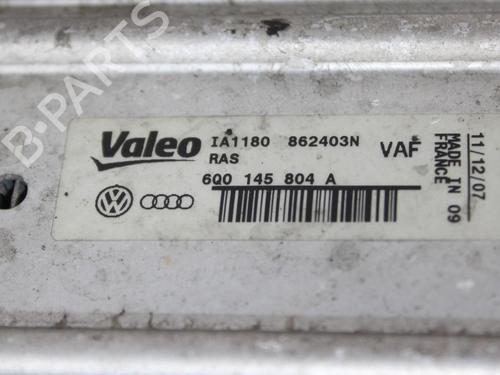 Valeo
IA1180 862403N
RAS
VAF
6Q0 145 804 A
11/12/07
MADE IN 09
FRANCE
B-PARTS